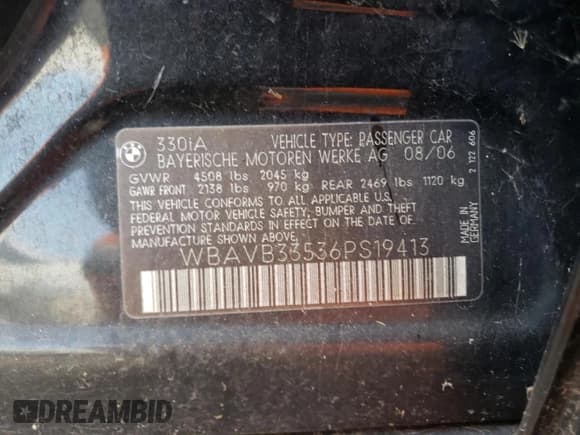 330iA VEHICLE TYPE: PASSENGER CAR
BAYERISCHE MOTOREN WERKE AG 08/06
GVWR 4508 lbs 2045 kg
GAWR FRONT 2138 lbs 970 kg REAR 2469 lbs 1120 kg
THIS VEHICLE CONFORMS TO ALL APPLICABLE U.S.
FEDERAL MOTOR VEHICLE SAFETY, BUMPER AND THEFT
PREVENTION STANDARDS IN EFFECT ON THE DATE OF
MANUFACTURE SHOWN ABOVE.
WBAVB33536PS19413
MADE IN
GERMANY
2 122 606
DREAMBID